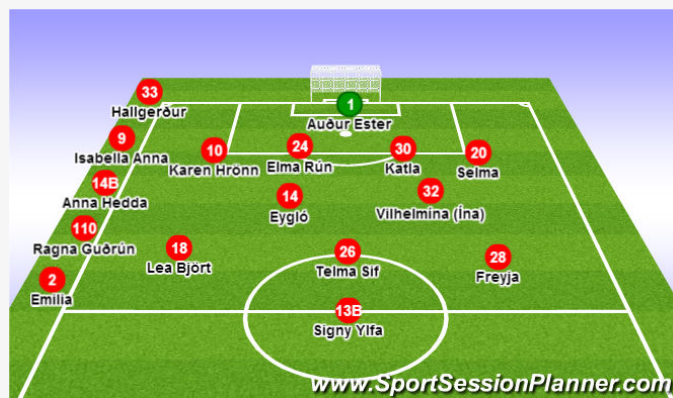 33
Hallgerður
1
Auður Ester
9
Isabella Anna
10
Karen Hrönn
24
Elma Rún
30
Katla
20
Selma
14B
Anna Hedda
14
Eygló
32
Vilhelmína (Ína)
110
Ragna Guðrún
18
Lea Björt
26
Telma Sif
28
Freyja
2
Emilia
13B
Signy Ylfa
www.SportSessionPlanner.com